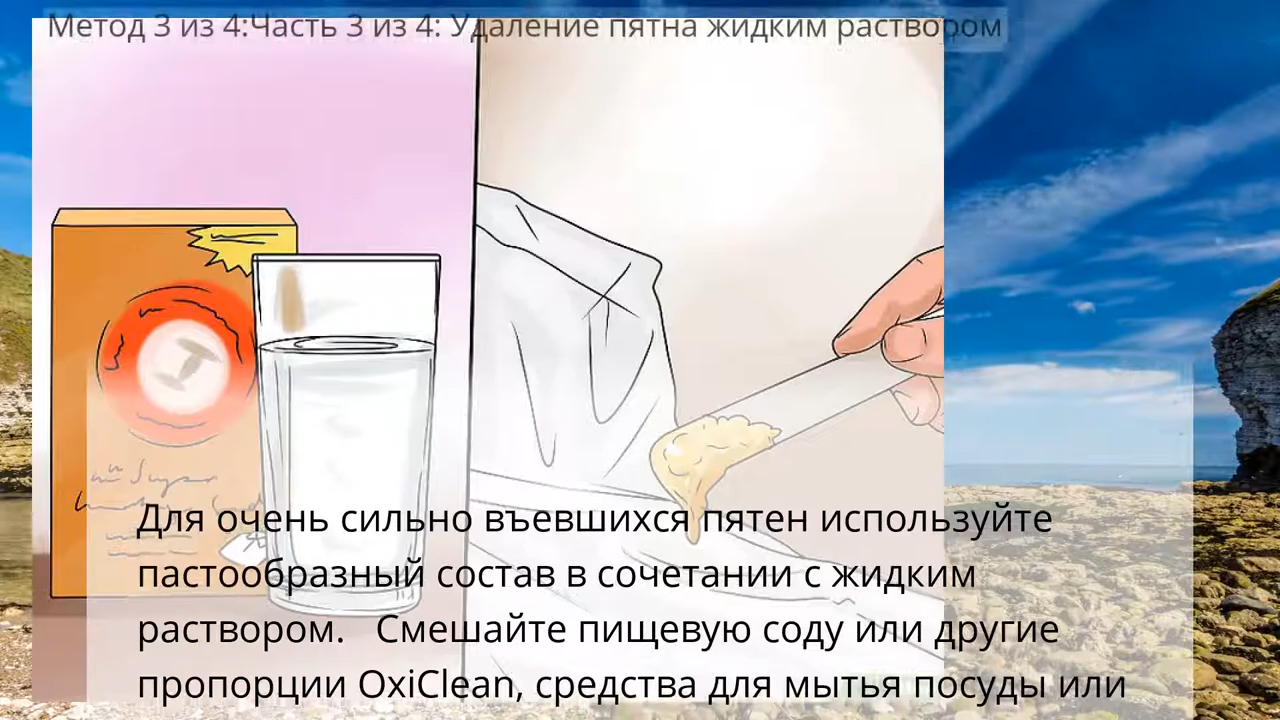 Метод 3 из 4:Часть 3 из 4: Удаление пятна жидким раствором
Для очень сильно въевшихся пятен используйте
пастообразный состав в сочетании с жидким
раствором. Смешайте пищевую соду или другие
пропорции OxiClean, средства для мытья посуды или